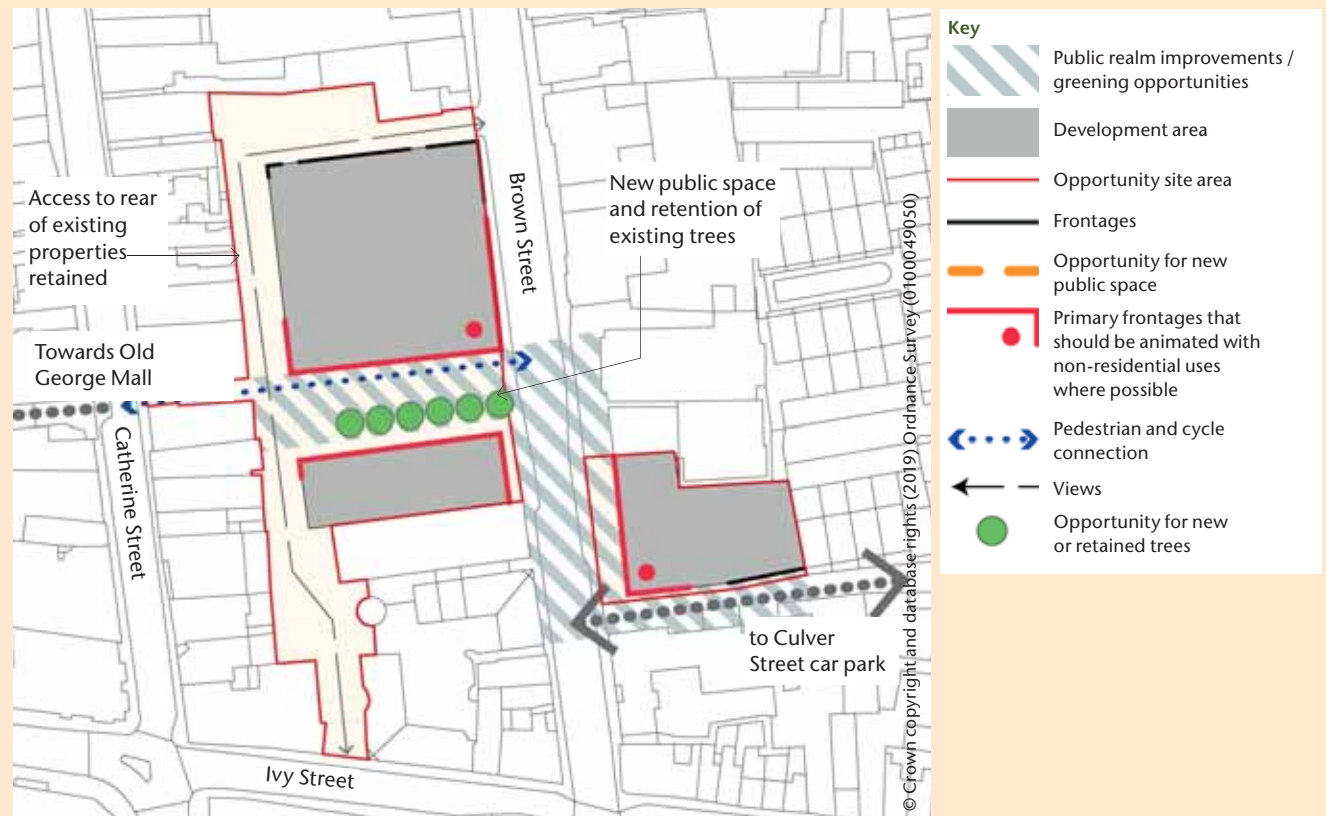 Access to rear
of existing
properties
retained
Brown Street
New public space
and retention of
existing trees
Towards Old
George Mall
Catherine Street
to Culver
Street car park
Ivy Street
© Crown copyright and database rights (2019) Ordnance Survey (0100049050)
Key
Public realm improvements /
greening opportunities
Development area
Opportunity site area
Frontages
Opportunity for new
public space
Primary frontages that
should be animated with
non-residential uses
where possible
Pedestrian and cycle
connection
Views
Opportunity for new
or retained trees